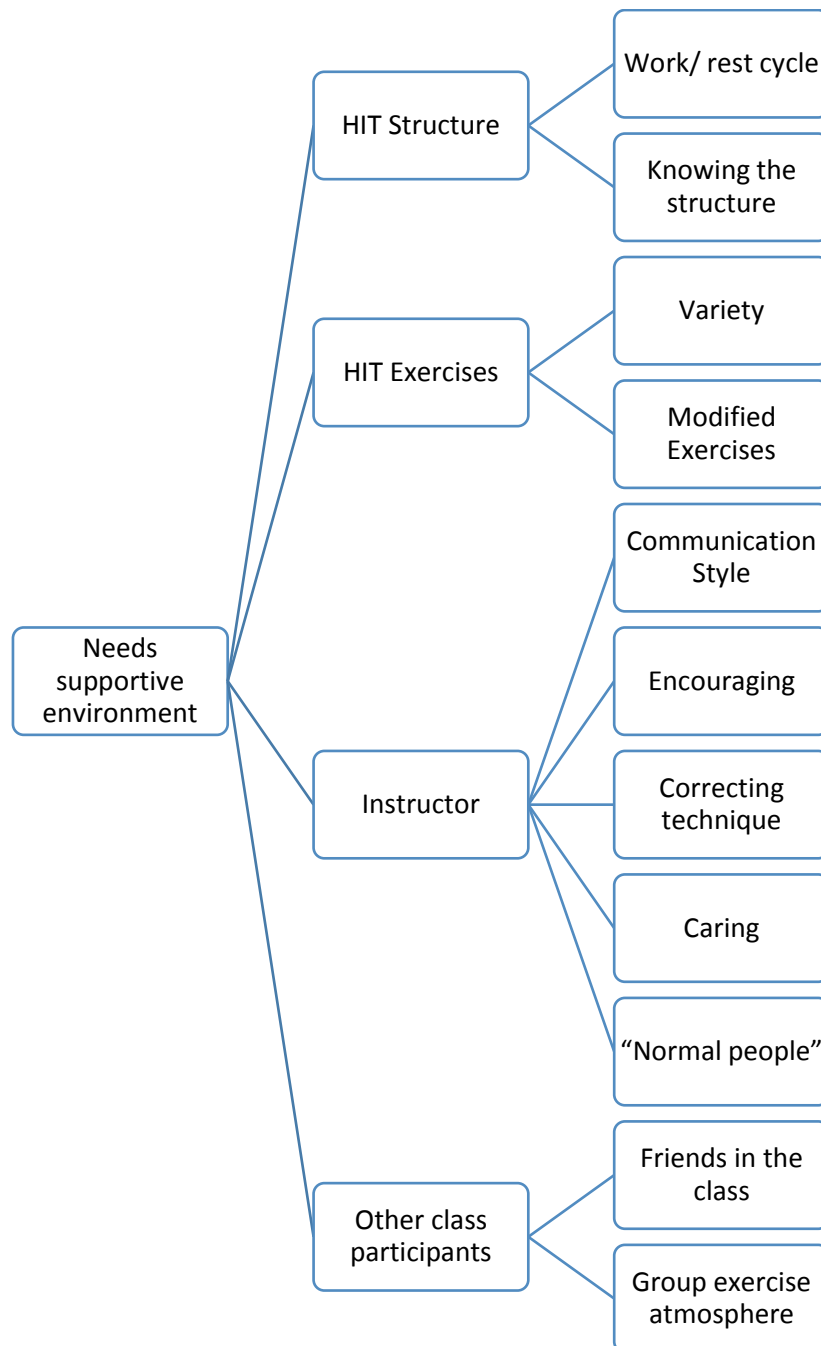 Work/ rest cycle
HIT Structure
Knowing the
structure
Variety
HIT Exercises
Modified
Exercises
Communication
Style
Needs
supportive
environment
Encouraging
Instructor
Correcting
technique
Caring
“Normal people”
Friends in the
class
Other class
participants
Group exercise
atmosphere